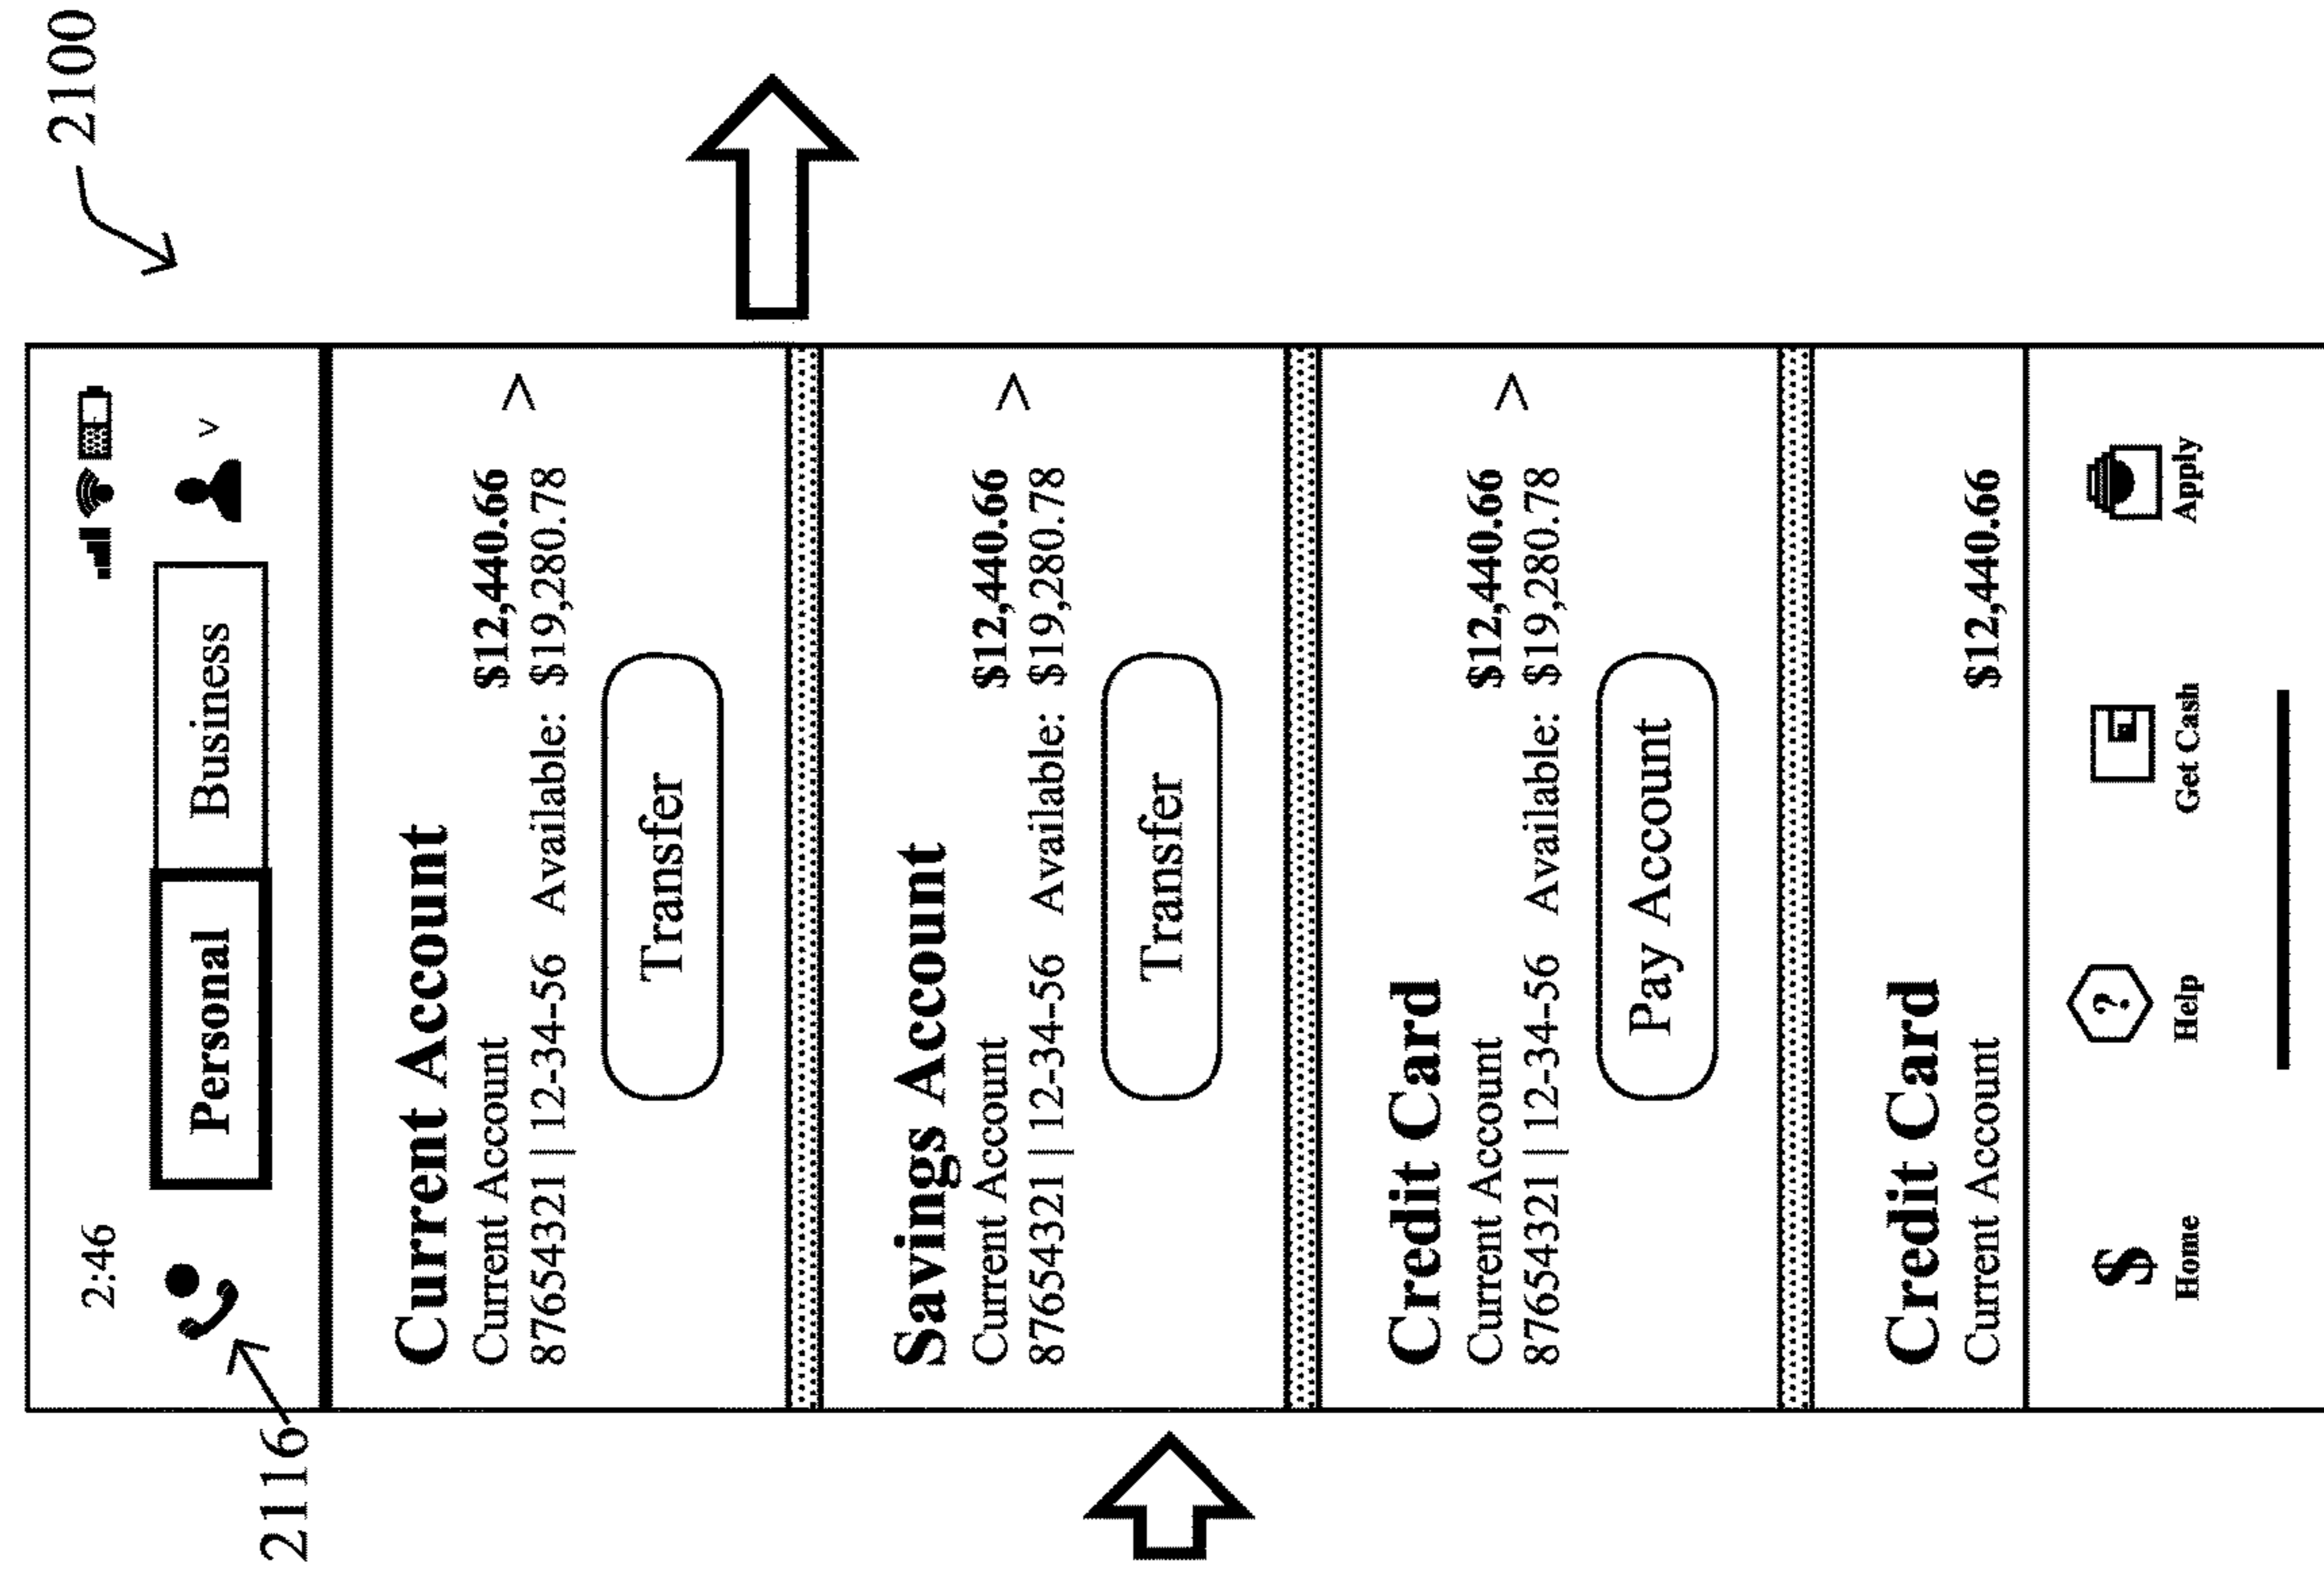 2100
2:46
2116
Personal Business v
Current Account
Current Account $12,440.66
87654321 | 12-34-56 Available: $19,280.78 >
Transfer
Savings Account
Current Account $12,440.66
87654321 | 12-34-56 Available: $19,280.78 >
Transfer
Credit Card
Current Account $12,440.66
87654321 | 12-34-56 Available: $19,280.78 >
Pay Account
Credit Card
Current Account $12,440.66
$ ?
Home Help Get Cash Apply